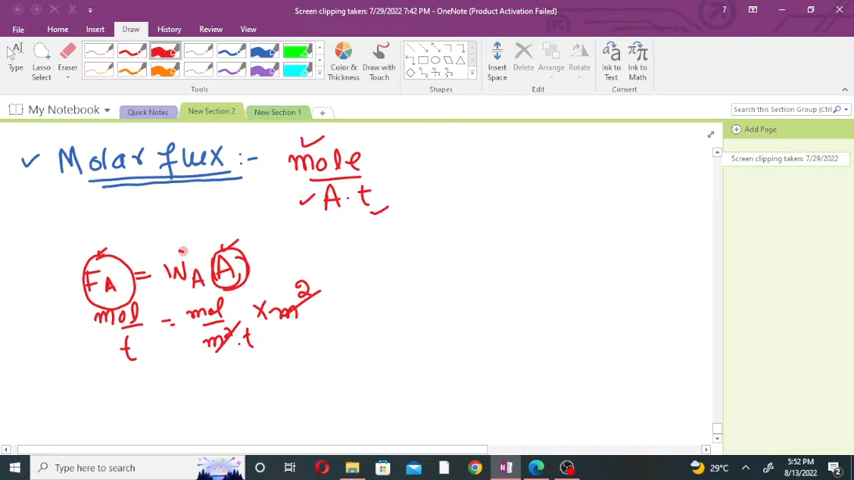 Screen clipping taken: 7/29/2022 7:42 PM - OneNote (Product Activation Failed)
File Home Insert Draw History Review View
Type Lasso Select Eraser Color & Thickness Draw with Touch Insert Space Delete Arrange Rotate Ink to Text Ink to Math
Tools Shapes Edit Convert
My Notebook Quick Notes New Section 2 New Section 1 Search this Section Group (Ctrl
Add Page
Screen clipping taken: 7/29/2022
Molar flux :- mole
A · t
FA = WA A
mol = mol × m²
t m² · t
Type here to search
29°C
5:52 PM
8/13/2022
2